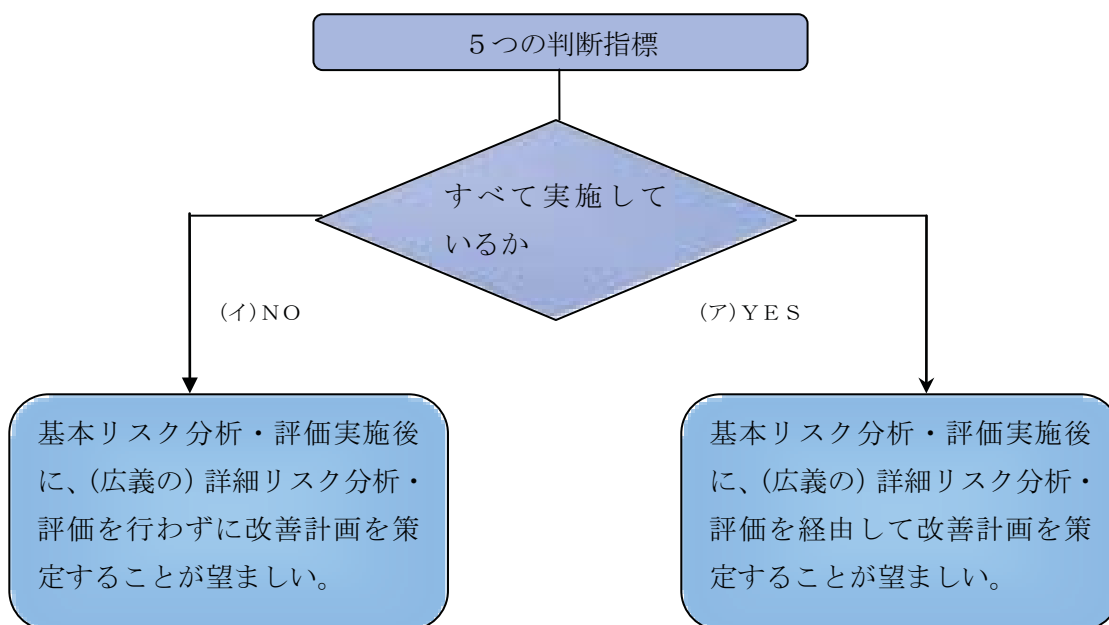 ５つの判断指標
すべて実施して
いるか
(イ)ＮＯ
(ア)ＹＥＳ
基本リスク分析・評価実施後
に、(広義の)詳細リスク分析・
評価を行わずに改善計画を策
定することが望ましい。
基本リスク分析・評価実施後
に、(広義の)詳細リスク分析・
評価を経由して改善計画を策
定することが望ましい。